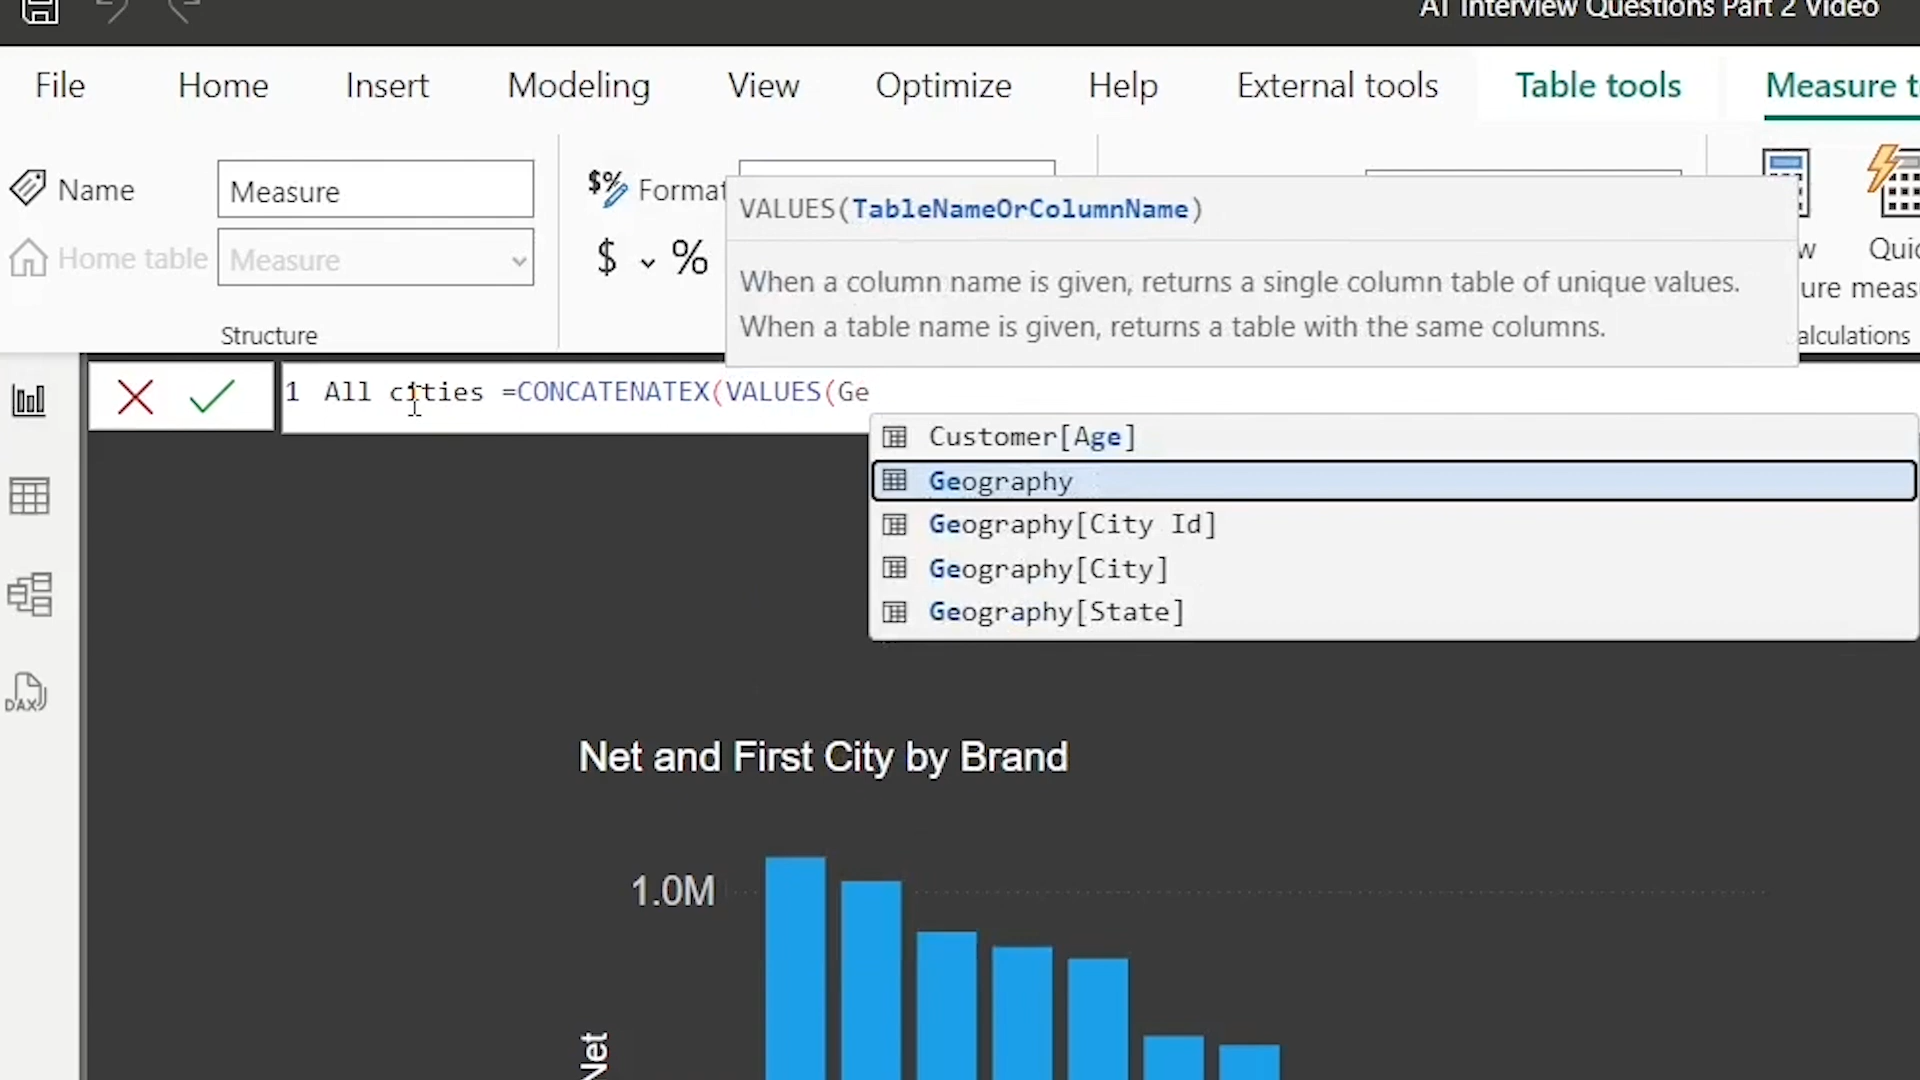 AT Interview Questions Part 2 Video
File Home Insert Modeling View Optimize Help External tools Table tools Measure t
Name Measure
$% Format
VALUES(TableNameOrColumnName)
Home table Measure
$ %
When a column name is given, returns a single column table of unique values.
When a table name is given, returns a table with the same columns.
w Quic
ure meas
Structure
alculations
1 All cities =CONCATENATEX(VALUES(Ge
Customer[Age]
Geography
Geography[City Id]
Geography[City]
Geography[State]
DAX
Net and First City by Brand
1.0M
Net